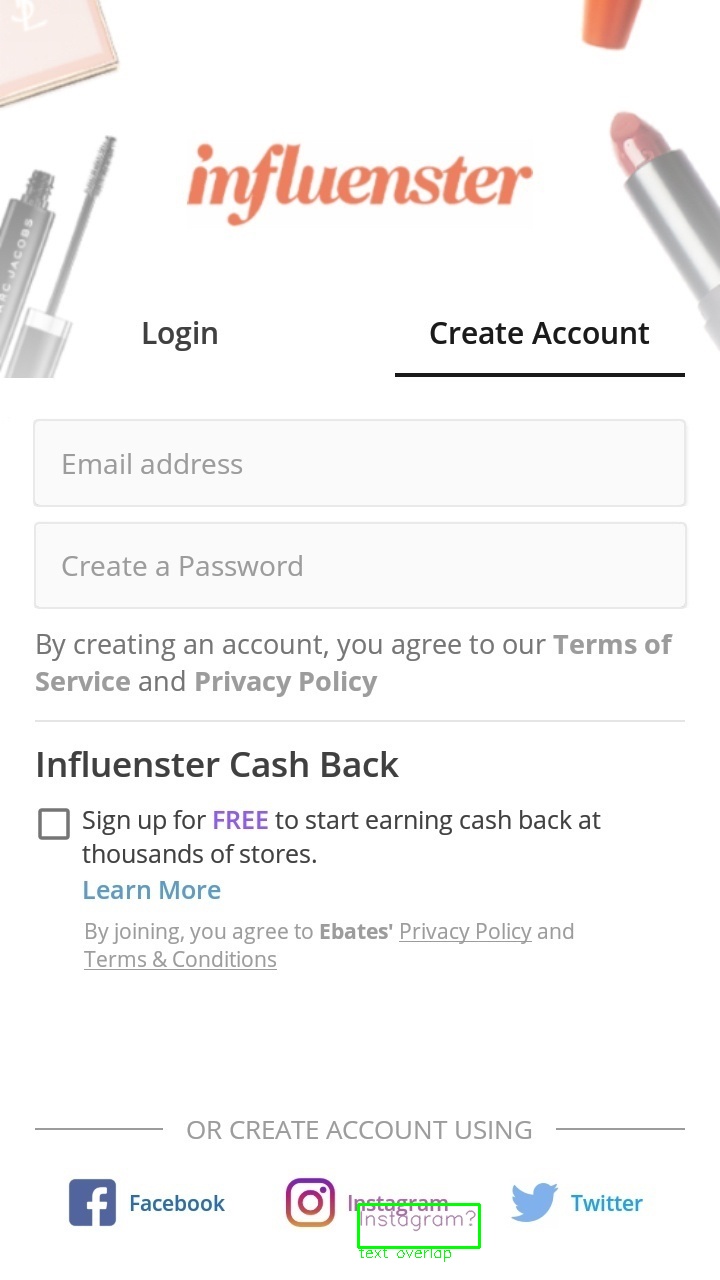 influenster
MARC JACOBS
Login
Create Account
Email address
Create a Password
By creating an account, you agree to our Terms of
Service and Privacy Policy
Influenster Cash Back
Sign up for FREE to start earning cash back at
thousands of stores.
Learn More
By joining, you agree to Ebates' Privacy Policy and
Terms & Conditions
OR CREATE ACCOUNT USING
Facebook
Instagram
Instagram?
text overlap
Twitter